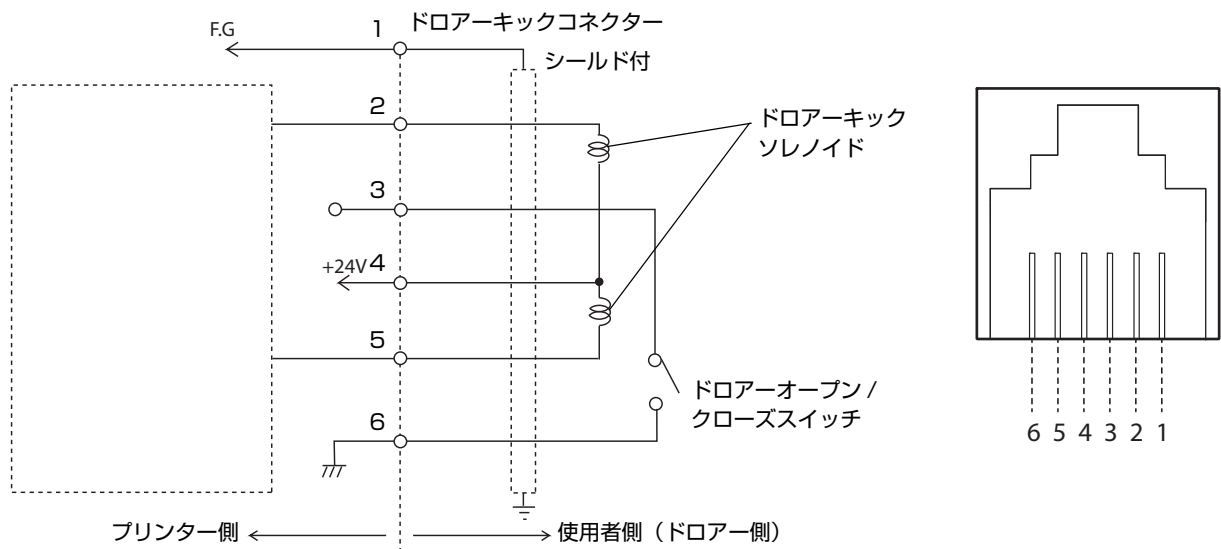 ドロアーキックコネクター
F.G
1
シールド付
2
ドロアーキック
ソレノイド
3
+24V 4
5
ドロアーオープン /
クローズスイッチ
6
6 5 4 3 2 1
プリンター側
使用者側（ドロアー側）